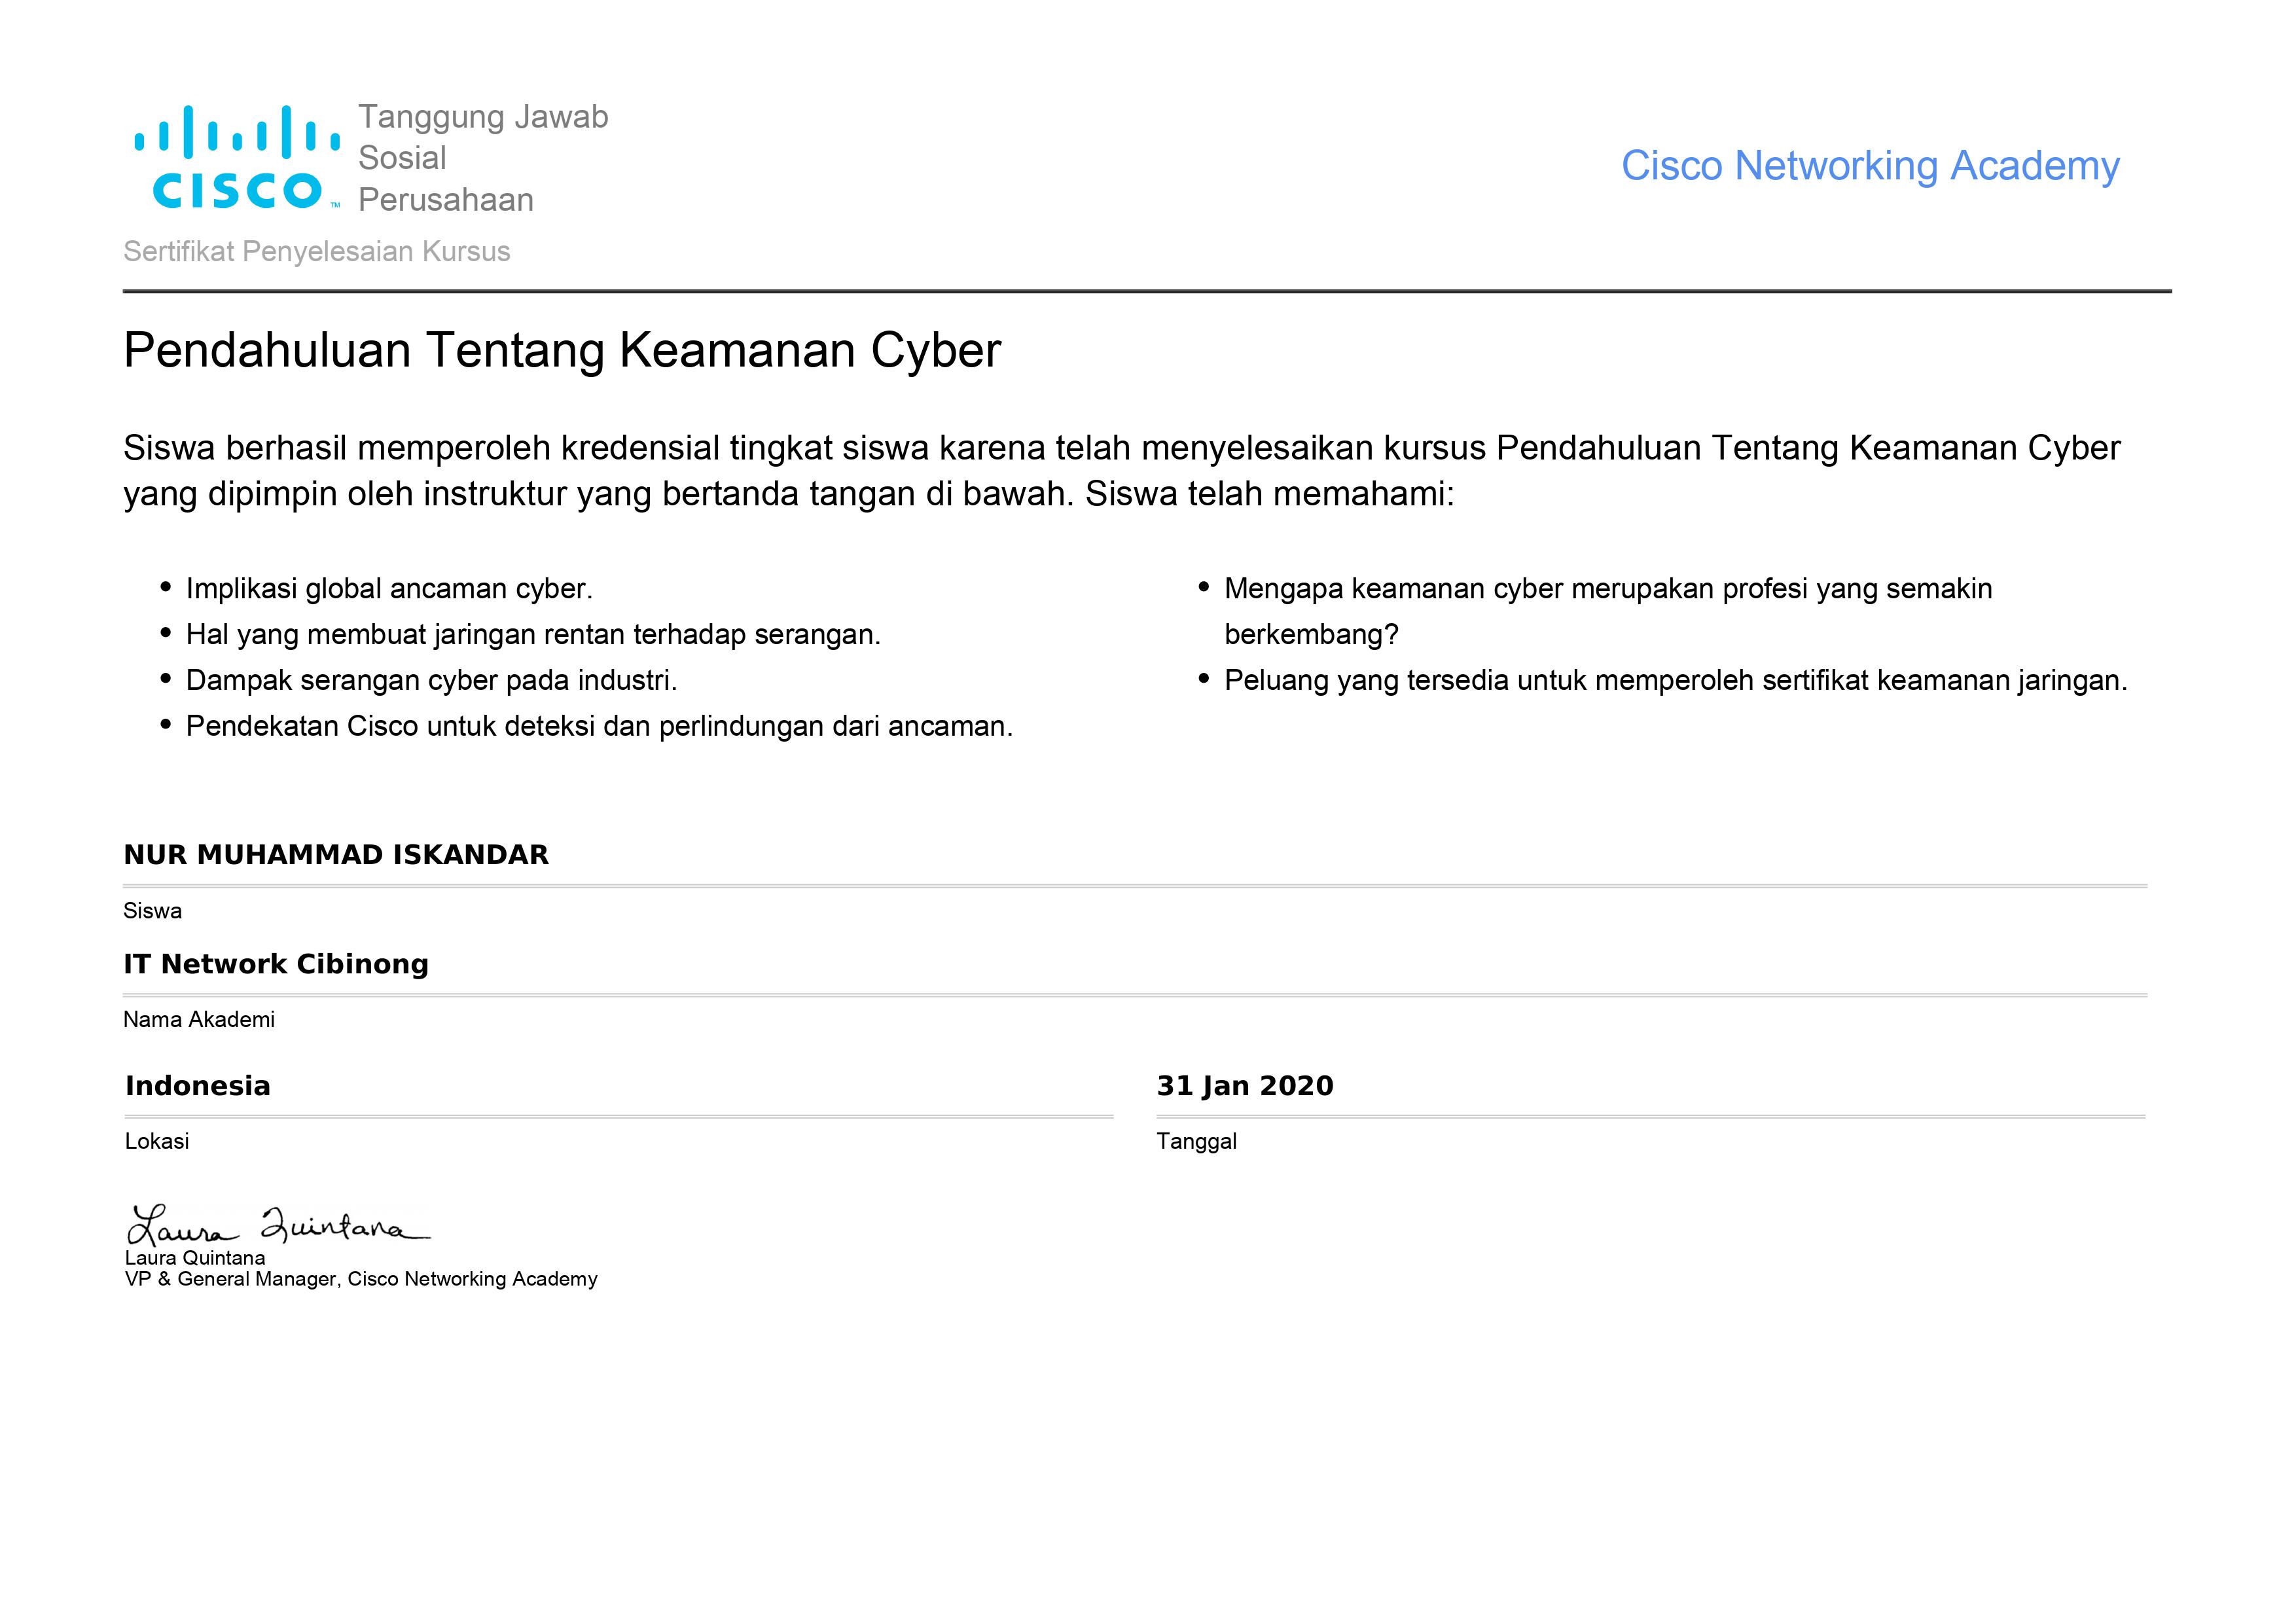 Tanggung Jawab
Sosial
Perusahaan
CISCO™
Cisco Networking Academy
Sertifikat Penyelesaian Kursus
Pendahuluan Tentang Keamanan Cyber
Siswa berhasil memperoleh kredensial tingkat siswa karena telah menyelesaikan kursus Pendahuluan Tentang Keamanan Cyber
yang dipimpin oleh instruktur yang bertanda tangan di bawah. Siswa telah memahami:
• Implikasi global ancaman cyber.
• Hal yang membuat jaringan rentan terhadap serangan.
• Dampak serangan cyber pada industri.
• Pendekatan Cisco untuk deteksi dan perlindungan dari ancaman.
• Mengapa keamanan cyber merupakan profesi yang semakin
berkembang?
• Peluang yang tersedia untuk memperoleh sertifikat keamanan jaringan.
NUR MUHAMMAD ISKANDAR
Siswa
IT Network Cibinong
Nama Akademi
Indonesia
Lokasi
31 Jan 2020
Tanggal
Laura Quintana
Laura Quintana
VP & General Manager, Cisco Networking Academy